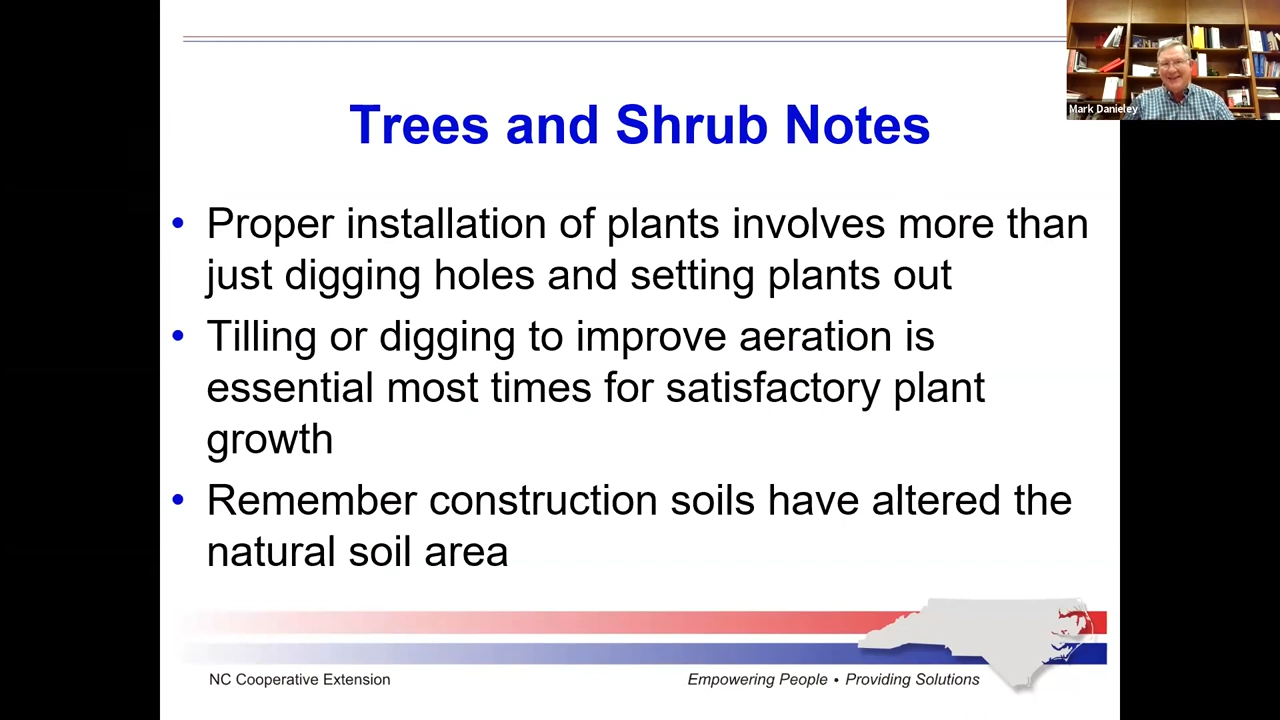 Mark Danieley
Trees and Shrub Notes
• Proper installation of plants involves more than
just digging holes and setting plants out
• Tilling or digging to improve aeration is
essential most times for satisfactory plant
growth
• Remember construction soils have altered the
natural soil area
NC Cooperative Extension
Empowering People • Providing Solutions